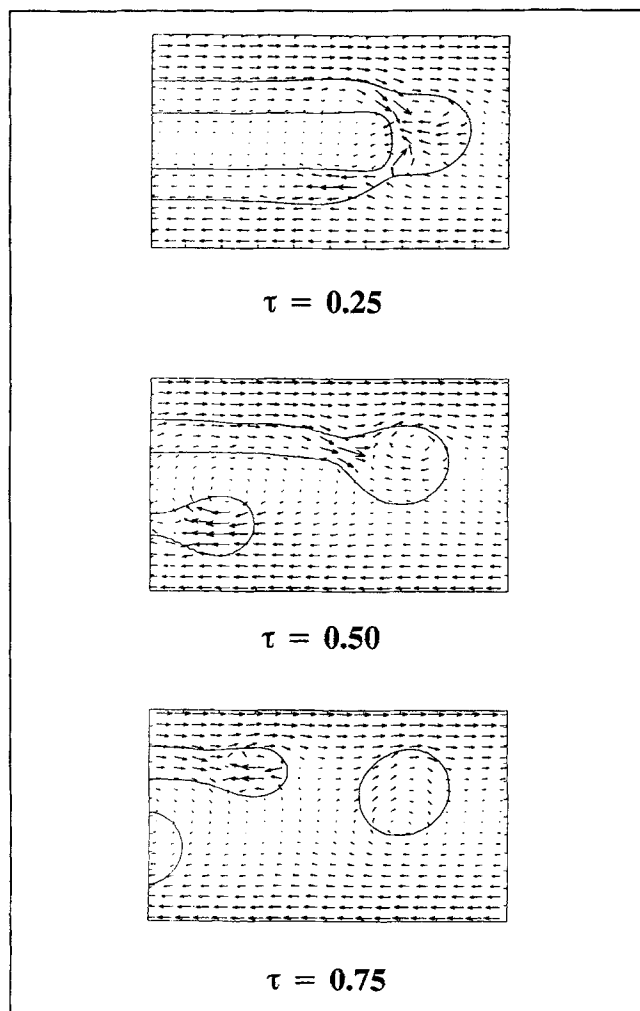 τ = 0.25
τ = 0.50
τ = 0.75